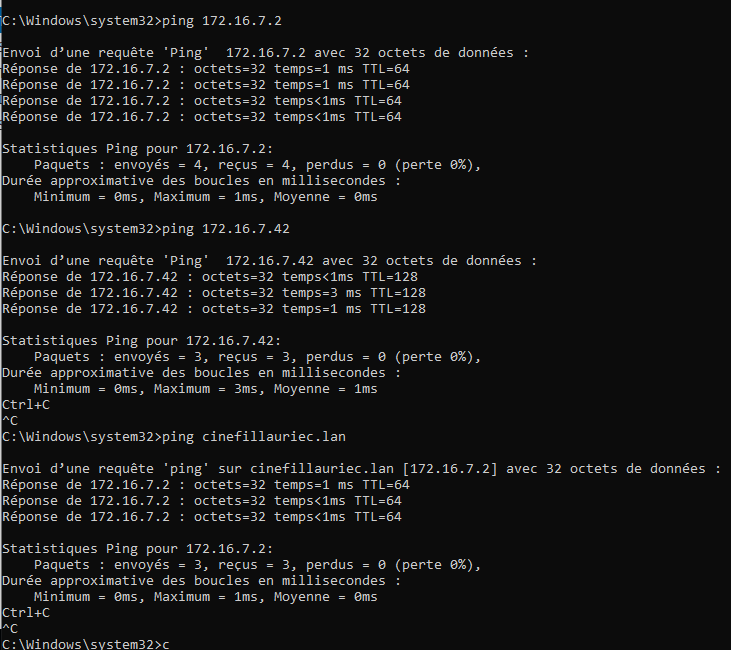 C:\Windows\system32>ping 172.16.7.2
Envoi d’une requête 'Ping'  172.16.7.2 avec 32 octets de données :
Réponse de 172.16.7.2 : octets=32 temps=1 ms TTL=64
Réponse de 172.16.7.2 : octets=32 temps=1 ms TTL=64
Réponse de 172.16.7.2 : octets=32 temps<1ms TTL=64
Réponse de 172.16.7.2 : octets=32 temps<1ms TTL=64
Statistiques Ping pour 172.16.7.2:
    Paquets : envoyés = 4, reçus = 4, perdus = 0 (perte 0%),
Durée approximative des boucles en millisecondes :
    Minimum = 0ms, Maximum = 1ms, Moyenne = 0ms
C:\Windows\system32>ping 172.16.7.42
Envoi d’une requête 'Ping'  172.16.7.42 avec 32 octets de données :
Réponse de 172.16.7.42 : octets=32 temps<1ms TTL=128
Réponse de 172.16.7.42 : octets=32 temps=3 ms TTL=128
Réponse de 172.16.7.42 : octets=32 temps=1 ms TTL=128
Statistiques Ping pour 172.16.7.42:
    Paquets : envoyés = 3, reçus = 3, perdus = 0 (perte 0%),
Durée approximative des boucles en millisecondes :
    Minimum = 0ms, Maximum = 3ms, Moyenne = 1ms
Ctrl+C
^C
C:\Windows\system32>ping cinefillauriec.lan
Envoi d’une requête 'ping' sur cinefillauriec.lan [172.16.7.2] avec 32 octets de données :
Réponse de 172.16.7.2 : octets=32 temps=1 ms TTL=64
Réponse de 172.16.7.2 : octets=32 temps<1ms TTL=64
Réponse de 172.16.7.2 : octets=32 temps<1ms TTL=64
Statistiques Ping pour 172.16.7.2:
    Paquets : envoyés = 3, reçus = 3, perdus = 0 (perte 0%),
Durée approximative des boucles en millisecondes :
    Minimum = 0ms, Maximum = 1ms, Moyenne = 0ms
Ctrl+C
^C
C:\Windows\system32>c